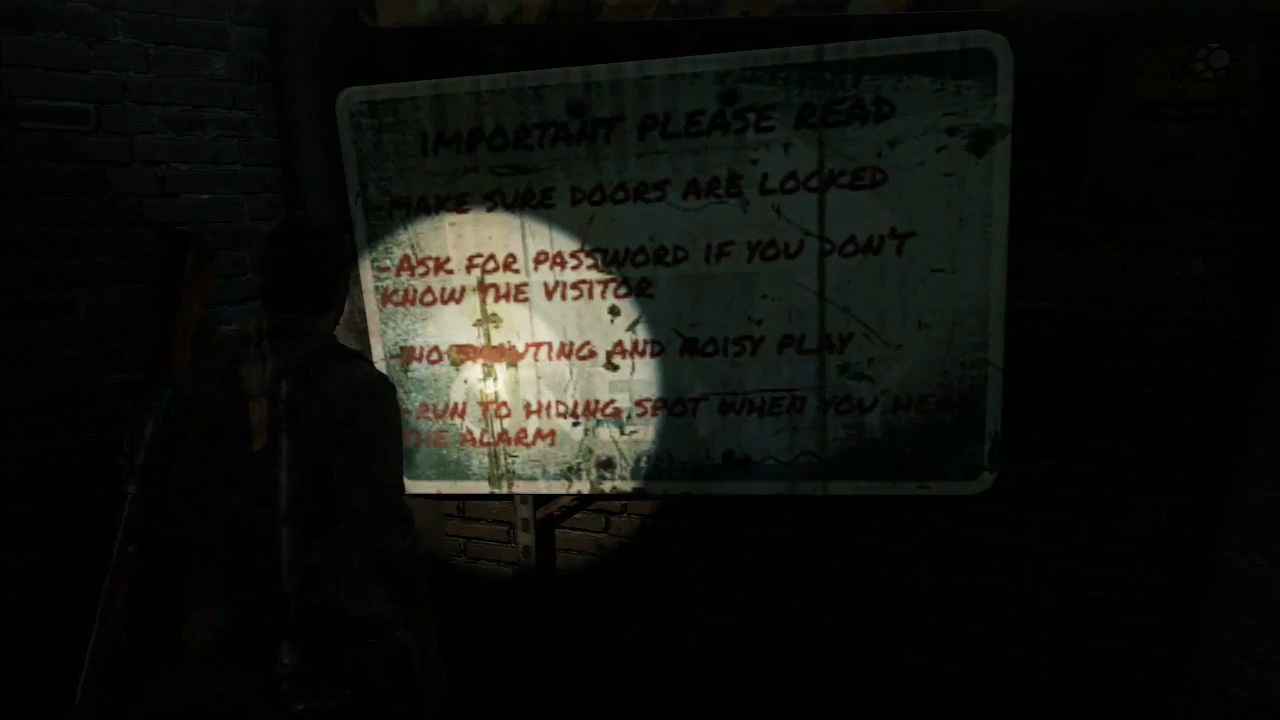 IMPORTANT PLEASE READ
-MAKE SURE DOORS ARE LOCKED
-ASK FOR PASSWORD IF YOU DON'T
KNOW THE VISITOR
-NO SHOUTING AND NOISY PLAY
-RUN TO HIDING SPOT WHEN YOU HEAR
THE ALARM